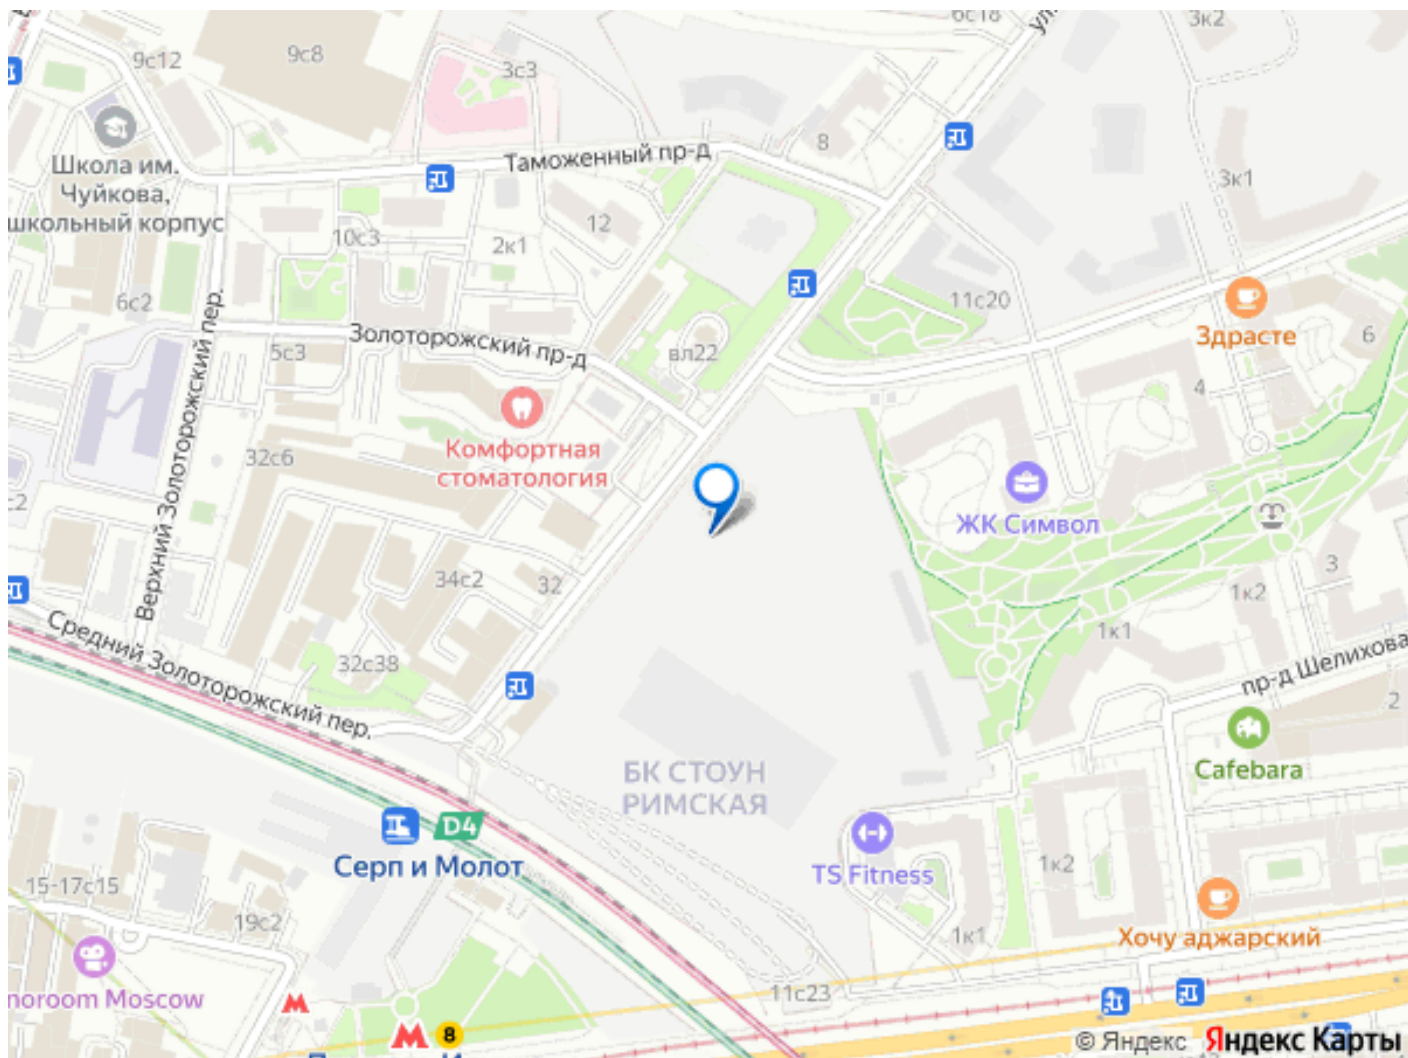 6с18
3к2
9с12
9с8
3с3
8
Таможенный пр-д
Школа им.
Чуйкова,
школьный корпус
3к1
12
10с3
2к1
6с2
11с20
Здрасте
6
Золоторожский пр-д
5с3
вл22
4
Верхний Золоторожский пер.
Комфортная
стоматология
32с6
ЖК Символ
34с2
32
3
1к2
1к1
Средний Золоторожский пер.
32с38
пр-д Шелихова
2
БК СТОУН
РИМСКАЯ
Cafebara
D4
Серп и Молот
TS Fitness
1к2
15-17с15
19с2
1к1
Хочу аджарский
noroom Moscow
11с23
8
© Яндекс Яндекс Карты